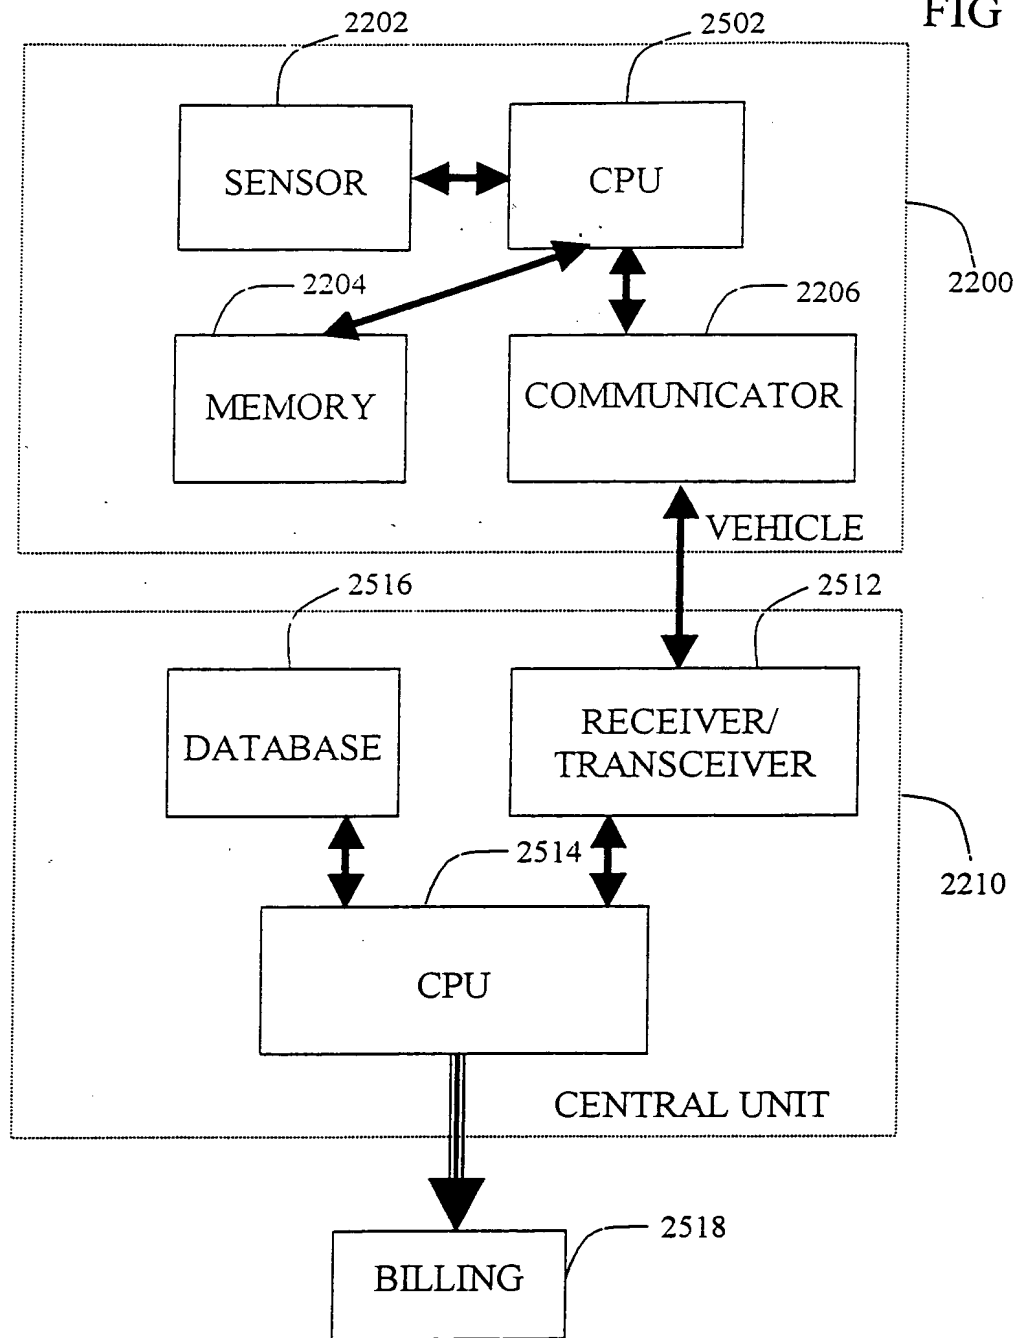 FIG
2202
2502
SENSOR
CPU
2200
2204
2206
MEMORY
COMMUNICATOR
VEHICLE
2516
2512
DATABASE
RECEIVER/
TRANSCEIVER
2514
2210
CPU
CENTRAL UNIT
2518
BILLING